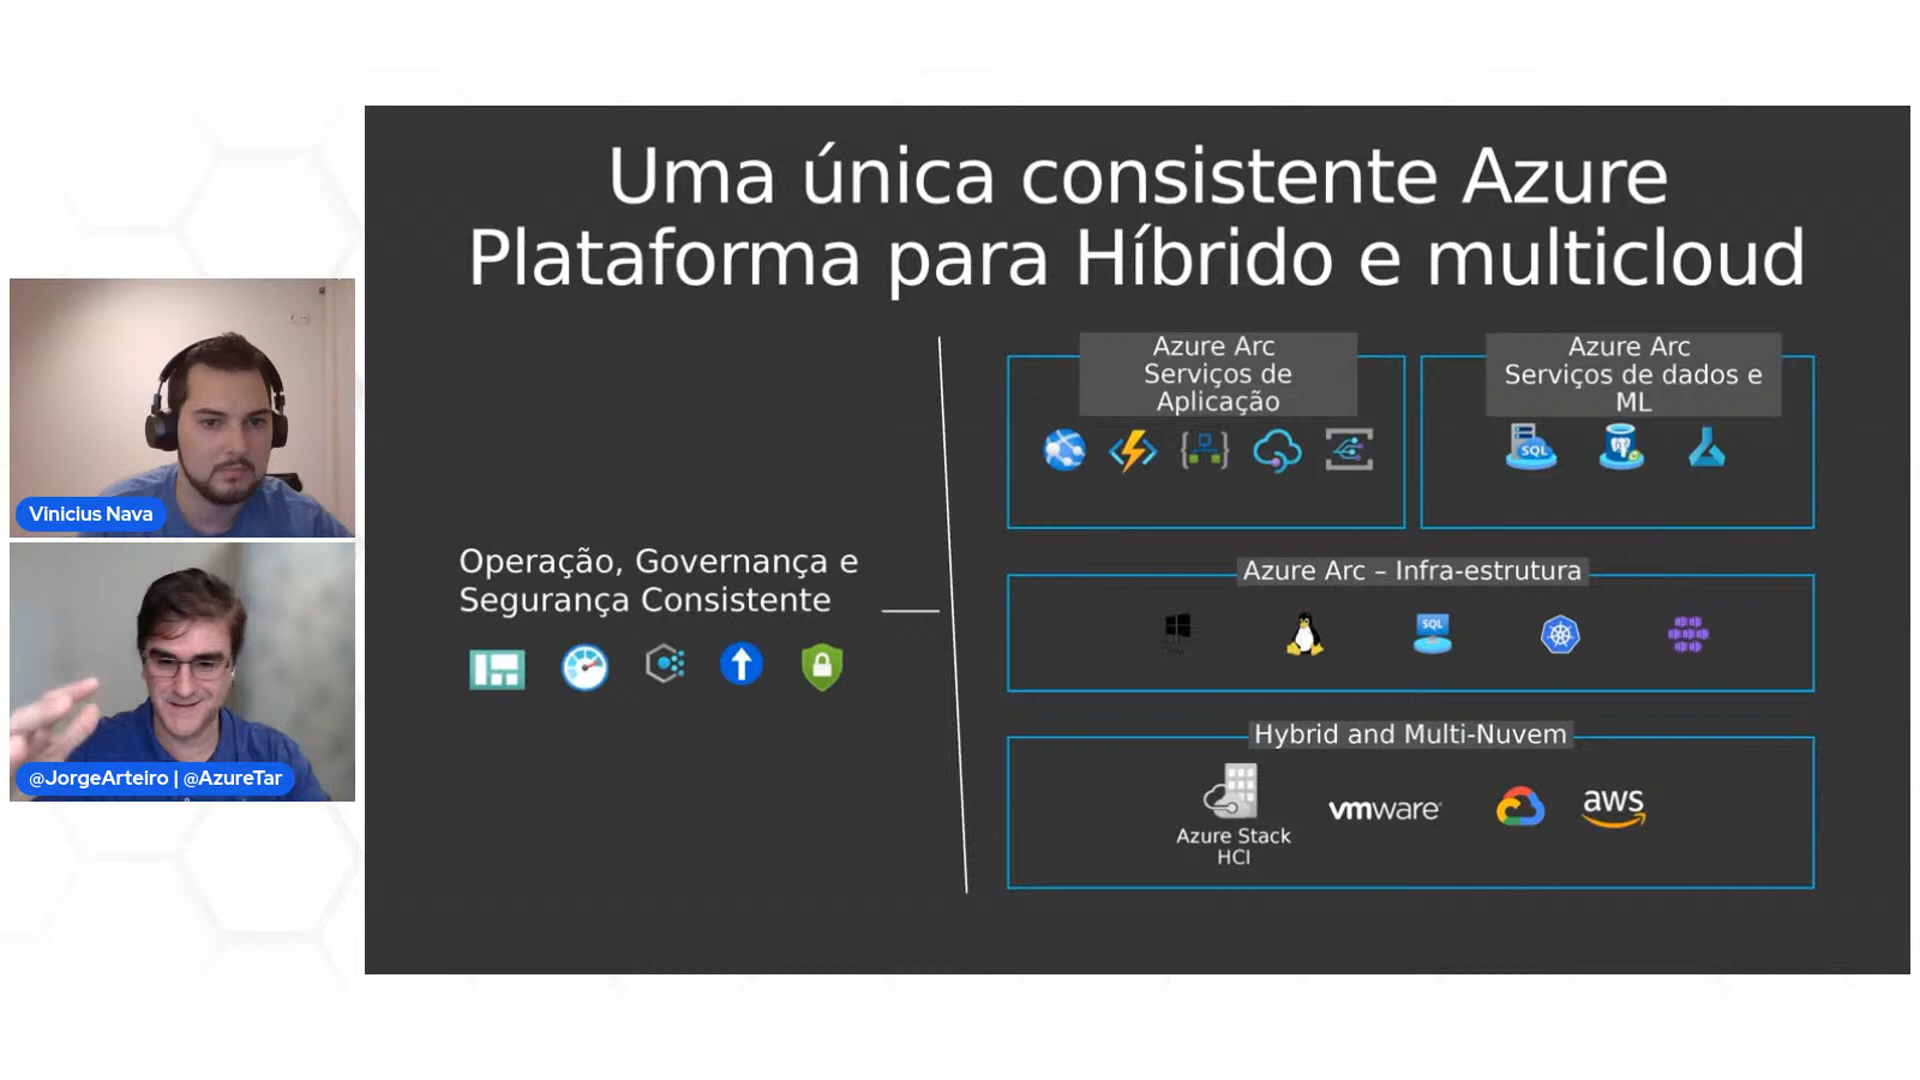 Uma única consistente Azure
Plataforma para Híbrido e multicloud
Azure Arc
Serviços de
Aplicação
Azure Arc
Serviços de dados e
ML
SQL
Operação, Governança e
Segurança Consistente
Azure Arc – Infra-estrutura
SQL
Hybrid and Multi-Nuvem
Azure Stack
HCI
vmware
aws
Vinicius Nava
@JorgeArteiro | @AzureTar